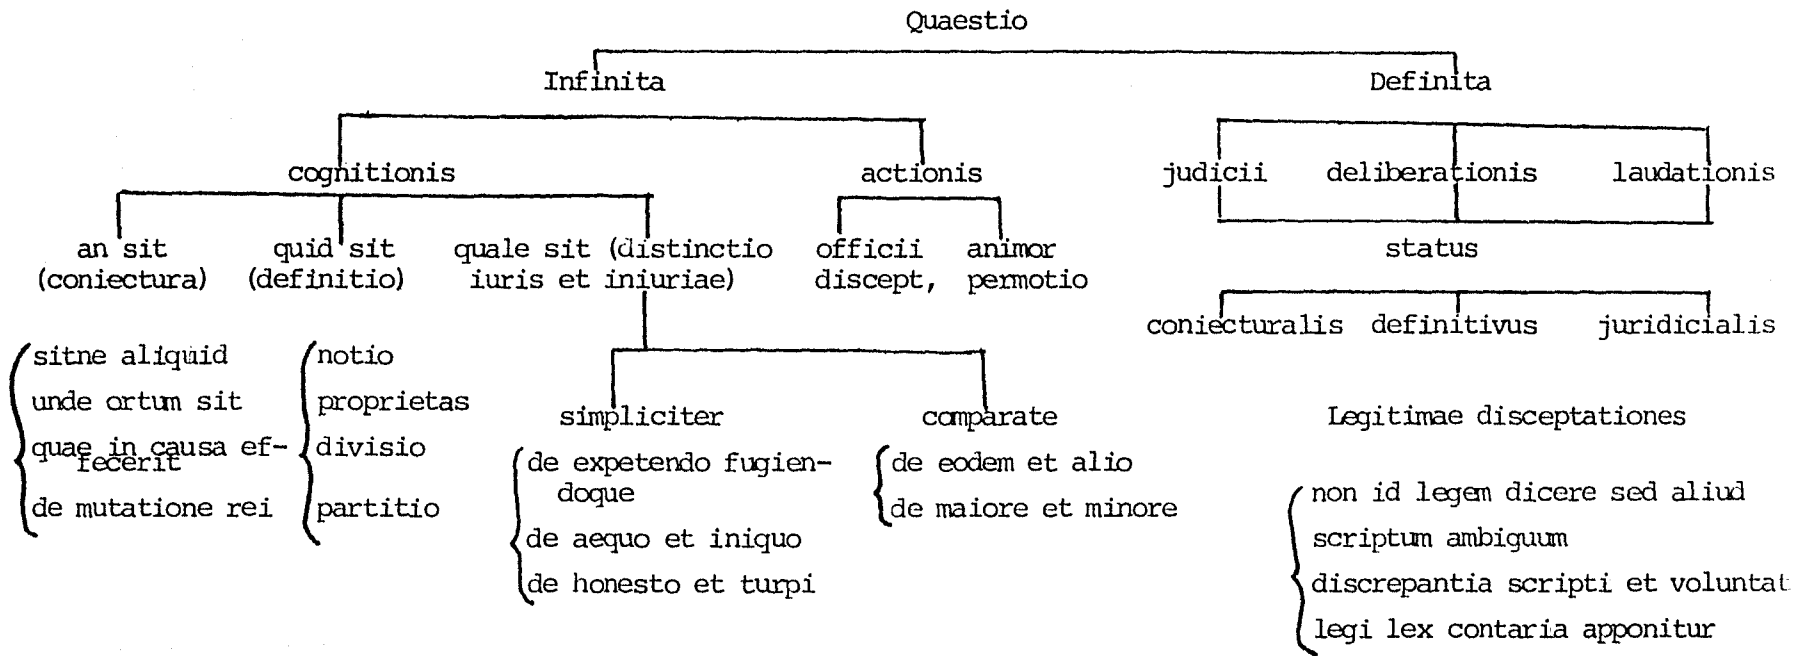 Quaestio
Infinita
Definita
cognitionis
actionis
judicii
deliberationis
laudationis
an sit
(coniectura)
quid sit
(definitio)
quale sit (distinctio
iuris et iniuriae)
officii
discept,
animor
permotio
status
coniecturalis
definitivus
juridicialis
sitne aliquid
unde ortum sit
quae in causa ef-
fecerit
de mutatione rei
notio
proprietas
divisio
partitio
simpliciter
de expetendo fugien-
doque
de aequo et iniquo
de honesto et turpi
comparate
de eodem et alio
de maiore et minore
Legitimae disceptationes
non id legem dicere sed aliud
scriptum ambiguum
discrepantia scripti et voluntat
legi lex contaria apponitur